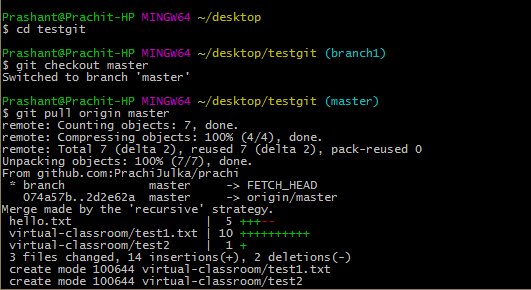 Prashant@Prachit-HP MINGW64 ~/desktop
$ cd testgit
Prashant@Prachit-HP MINGW64 ~/desktop/testgit (branch1)
$ git checkout master
Switched to branch 'master'
Prashant@Prachit-HP MINGW64 ~/desktop/testgit (master)
$ git pull origin master
remote: Counting objects: 7, done.
remote: Compressing objects: 100% (4/4), done.
remote: Total 7 (delta 2), reused 7 (delta 2), pack-reused 0
Unpacking objects: 100% (7/7), done.
From github.com:PrachiJulka/prachi
 * branch            master     -> FETCH_HEAD
   074a57b..2d2e62a  master     -> origin/master
Merge made by the 'recursive' strategy.
 hello.txt                   |  5 +++--
 virtual-classroom/test1.txt | 10 ++++++++++
 virtual-classroom/test2     |  1 +
 3 files changed, 14 insertions(+), 2 deletions(-)
 create mode 100644 virtual-classroom/test1.txt
 create mode 100644 virtual-classroom/test2